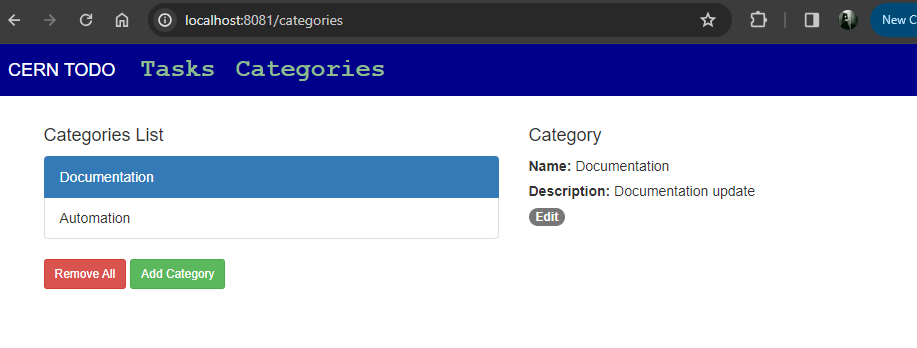 localhost:8081/categories
New C
CERN TODO Tasks Categories
Categories List
Documentation
Automation
Remove All Add Category
Category
Name: Documentation
Description: Documentation update
Edit